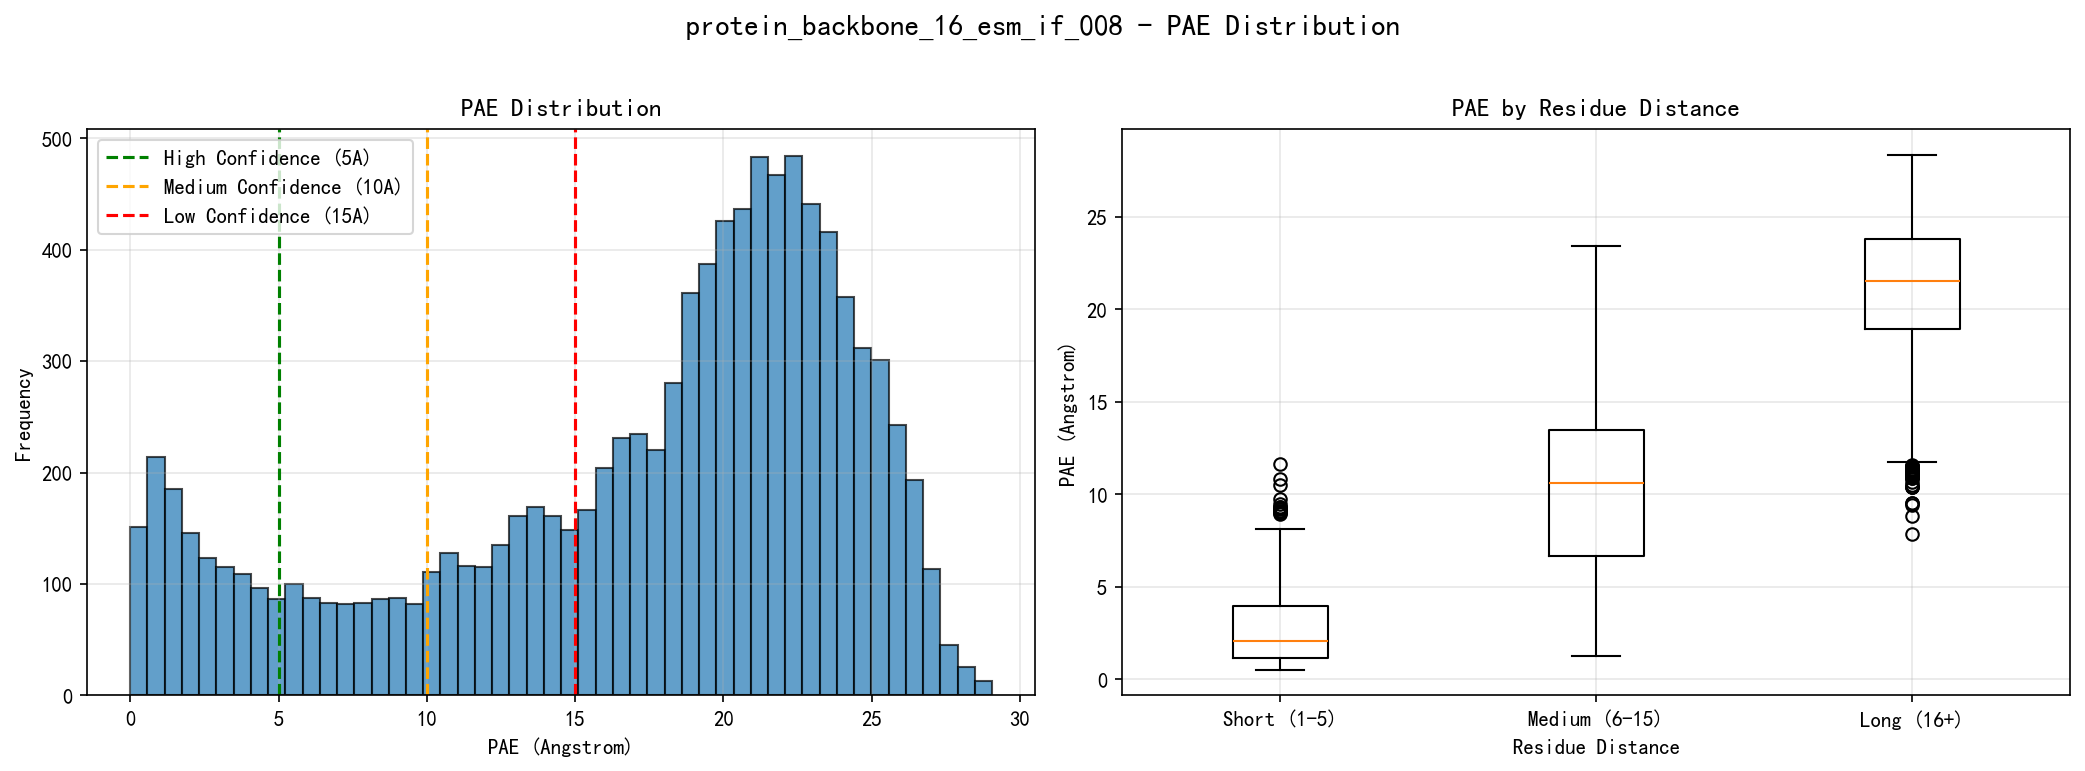 protein_backbone_16_esm_if_008 - PAE Distribution
PAE Distribution
High Confidence (5A)
Medium Confidence (10A)
Low Confidence (15A)
Frequency
500
400
300
200
100
0
0 5 10 15 20 25 30
PAE (Angstrom)
PAE by Residue Distance
PAE (Angstrom)
25
20
15
10
5
0
Short (1-5) Medium (6-15) Long (16+)
Residue Distance